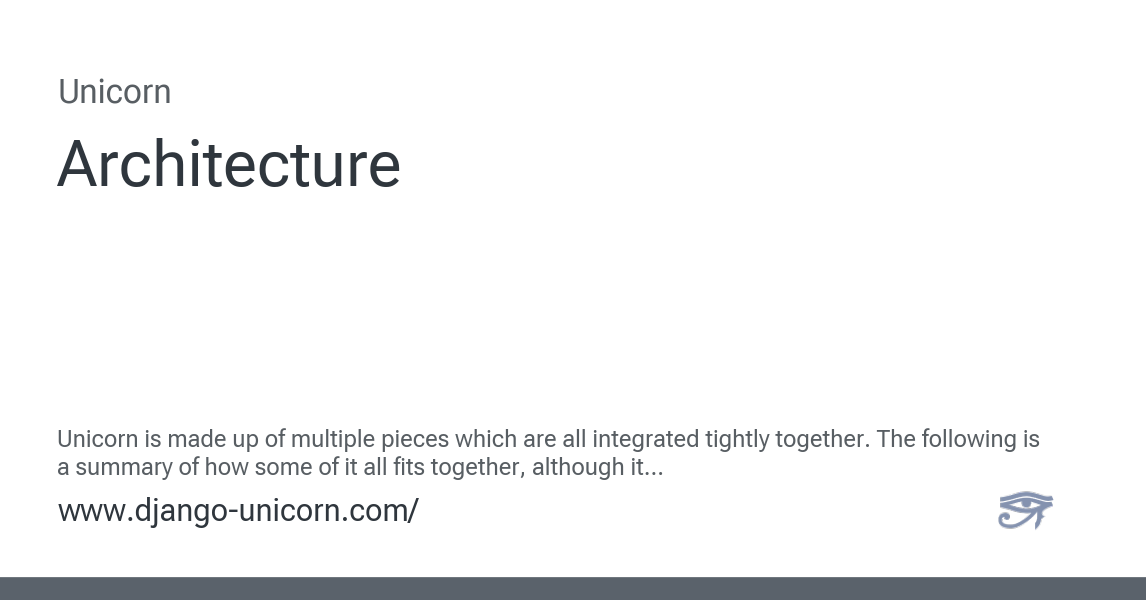 Unicorn
Architecture
Unicorn is made up of multiple pieces which are all integrated tightly together. The following is
a summary of how some of it all fits together, although it...
www.django-unicorn.com/